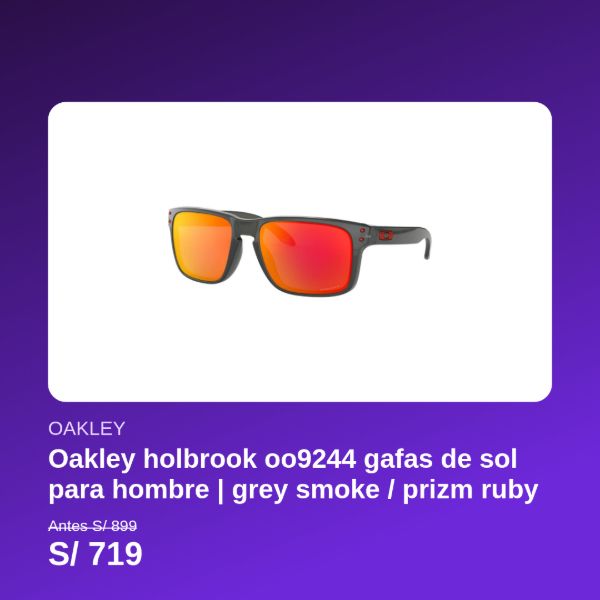 OAKLEY
Oakley holbrook oo9244 gafas de sol
para hombre | grey smoke / prizm ruby
Antes S/ 899
S/ 719